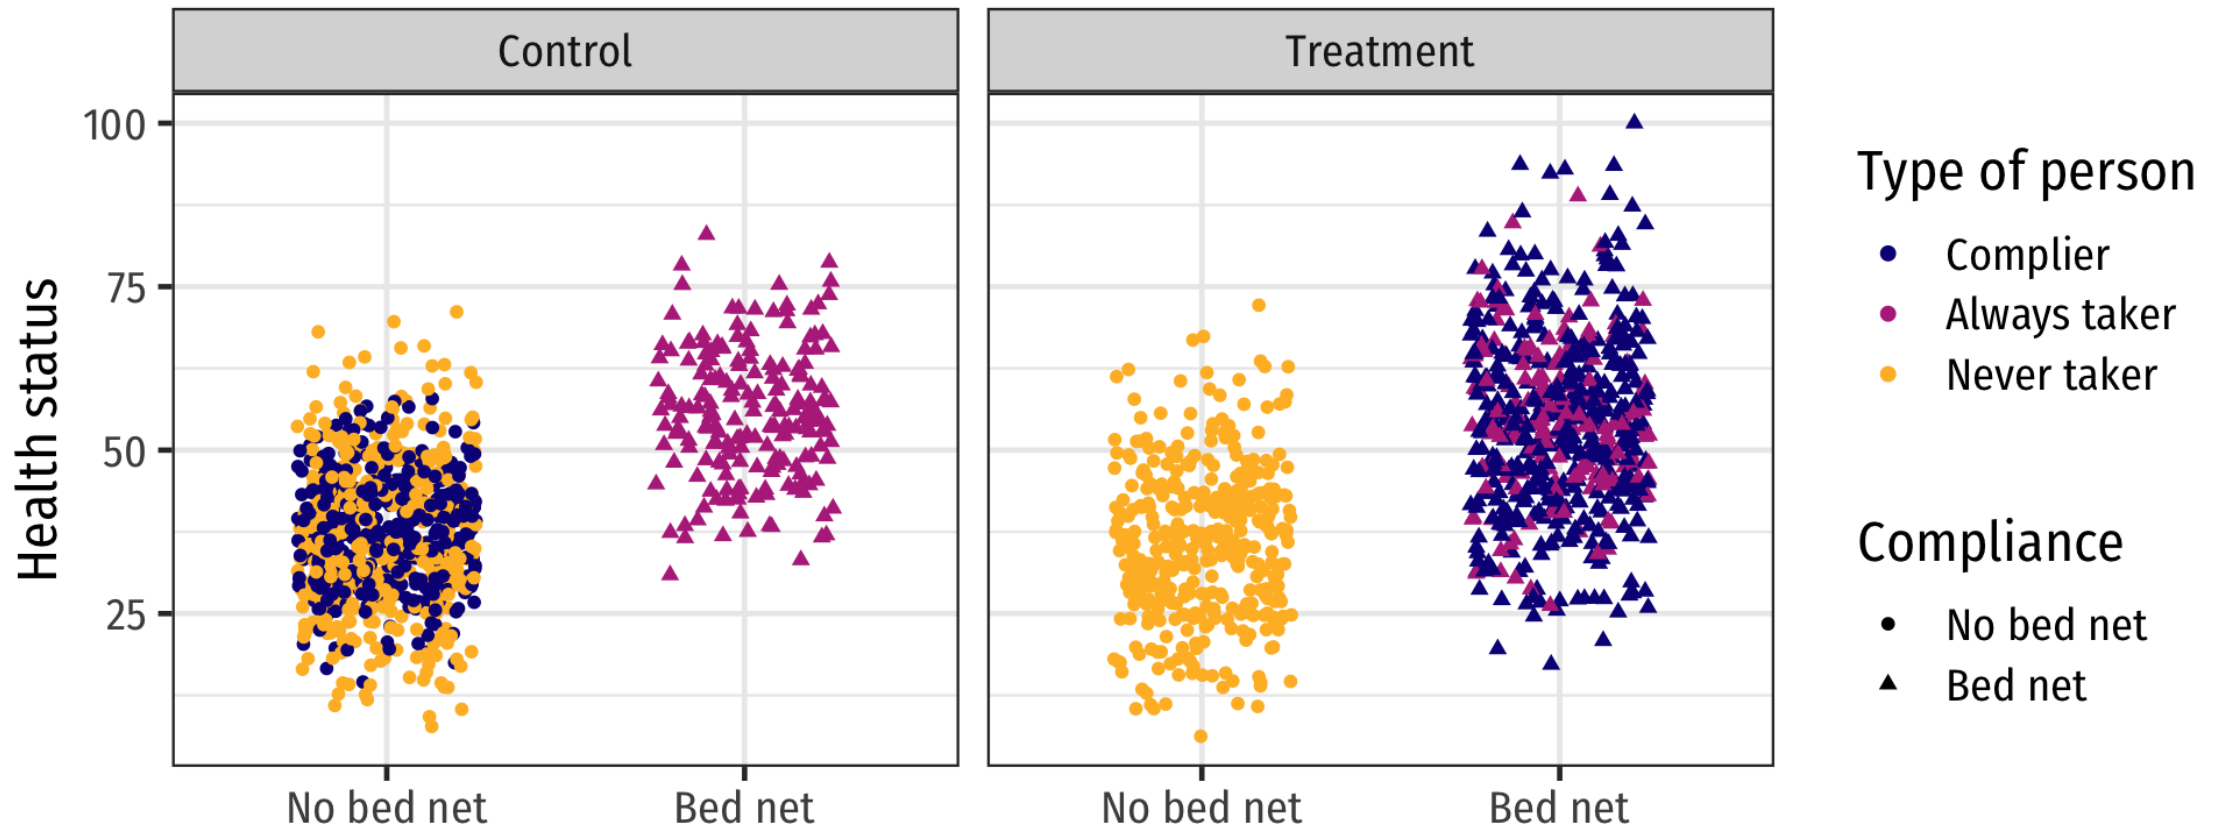 Control
Treatment
Health status
100
75
50
25
No bed net
Bed net
No bed net
Bed net
Type of person
Complier
Always taker
Never taker
Compliance
No bed net
Bed net